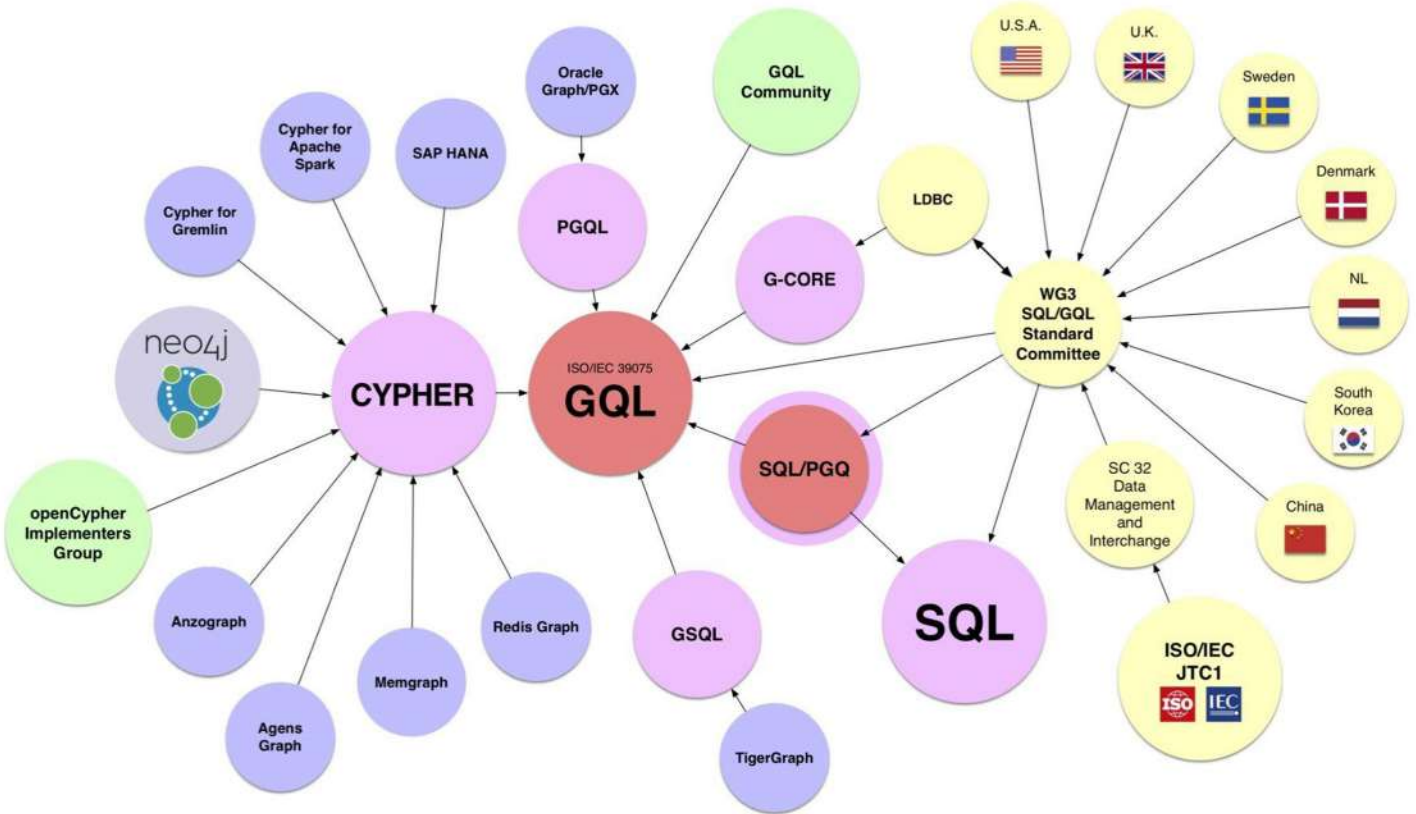 U.S.A.
U.K.
Sweden
Denmark
NL
South
Korea
China
Oracle
Graph/PGX
GQL
Community
Cypher for
Apache
Spark
SAP HANA
Cypher for
Gremlin
PGQL
LDBC
G-CORE
WG3
SQL/GQL
Standard
Committee
neo4j
CYPHER
ISO/IEC 39075
GQL
SQL/PGQ
SC 32
Data
Management
and
Interchange
openCypher
Implementers
Group
Anzograph
Agens
Graph
Memgraph
Redis Graph
GSQL
TigerGraph
SQL
ISO/IEC
JTC1
ISO
IEC